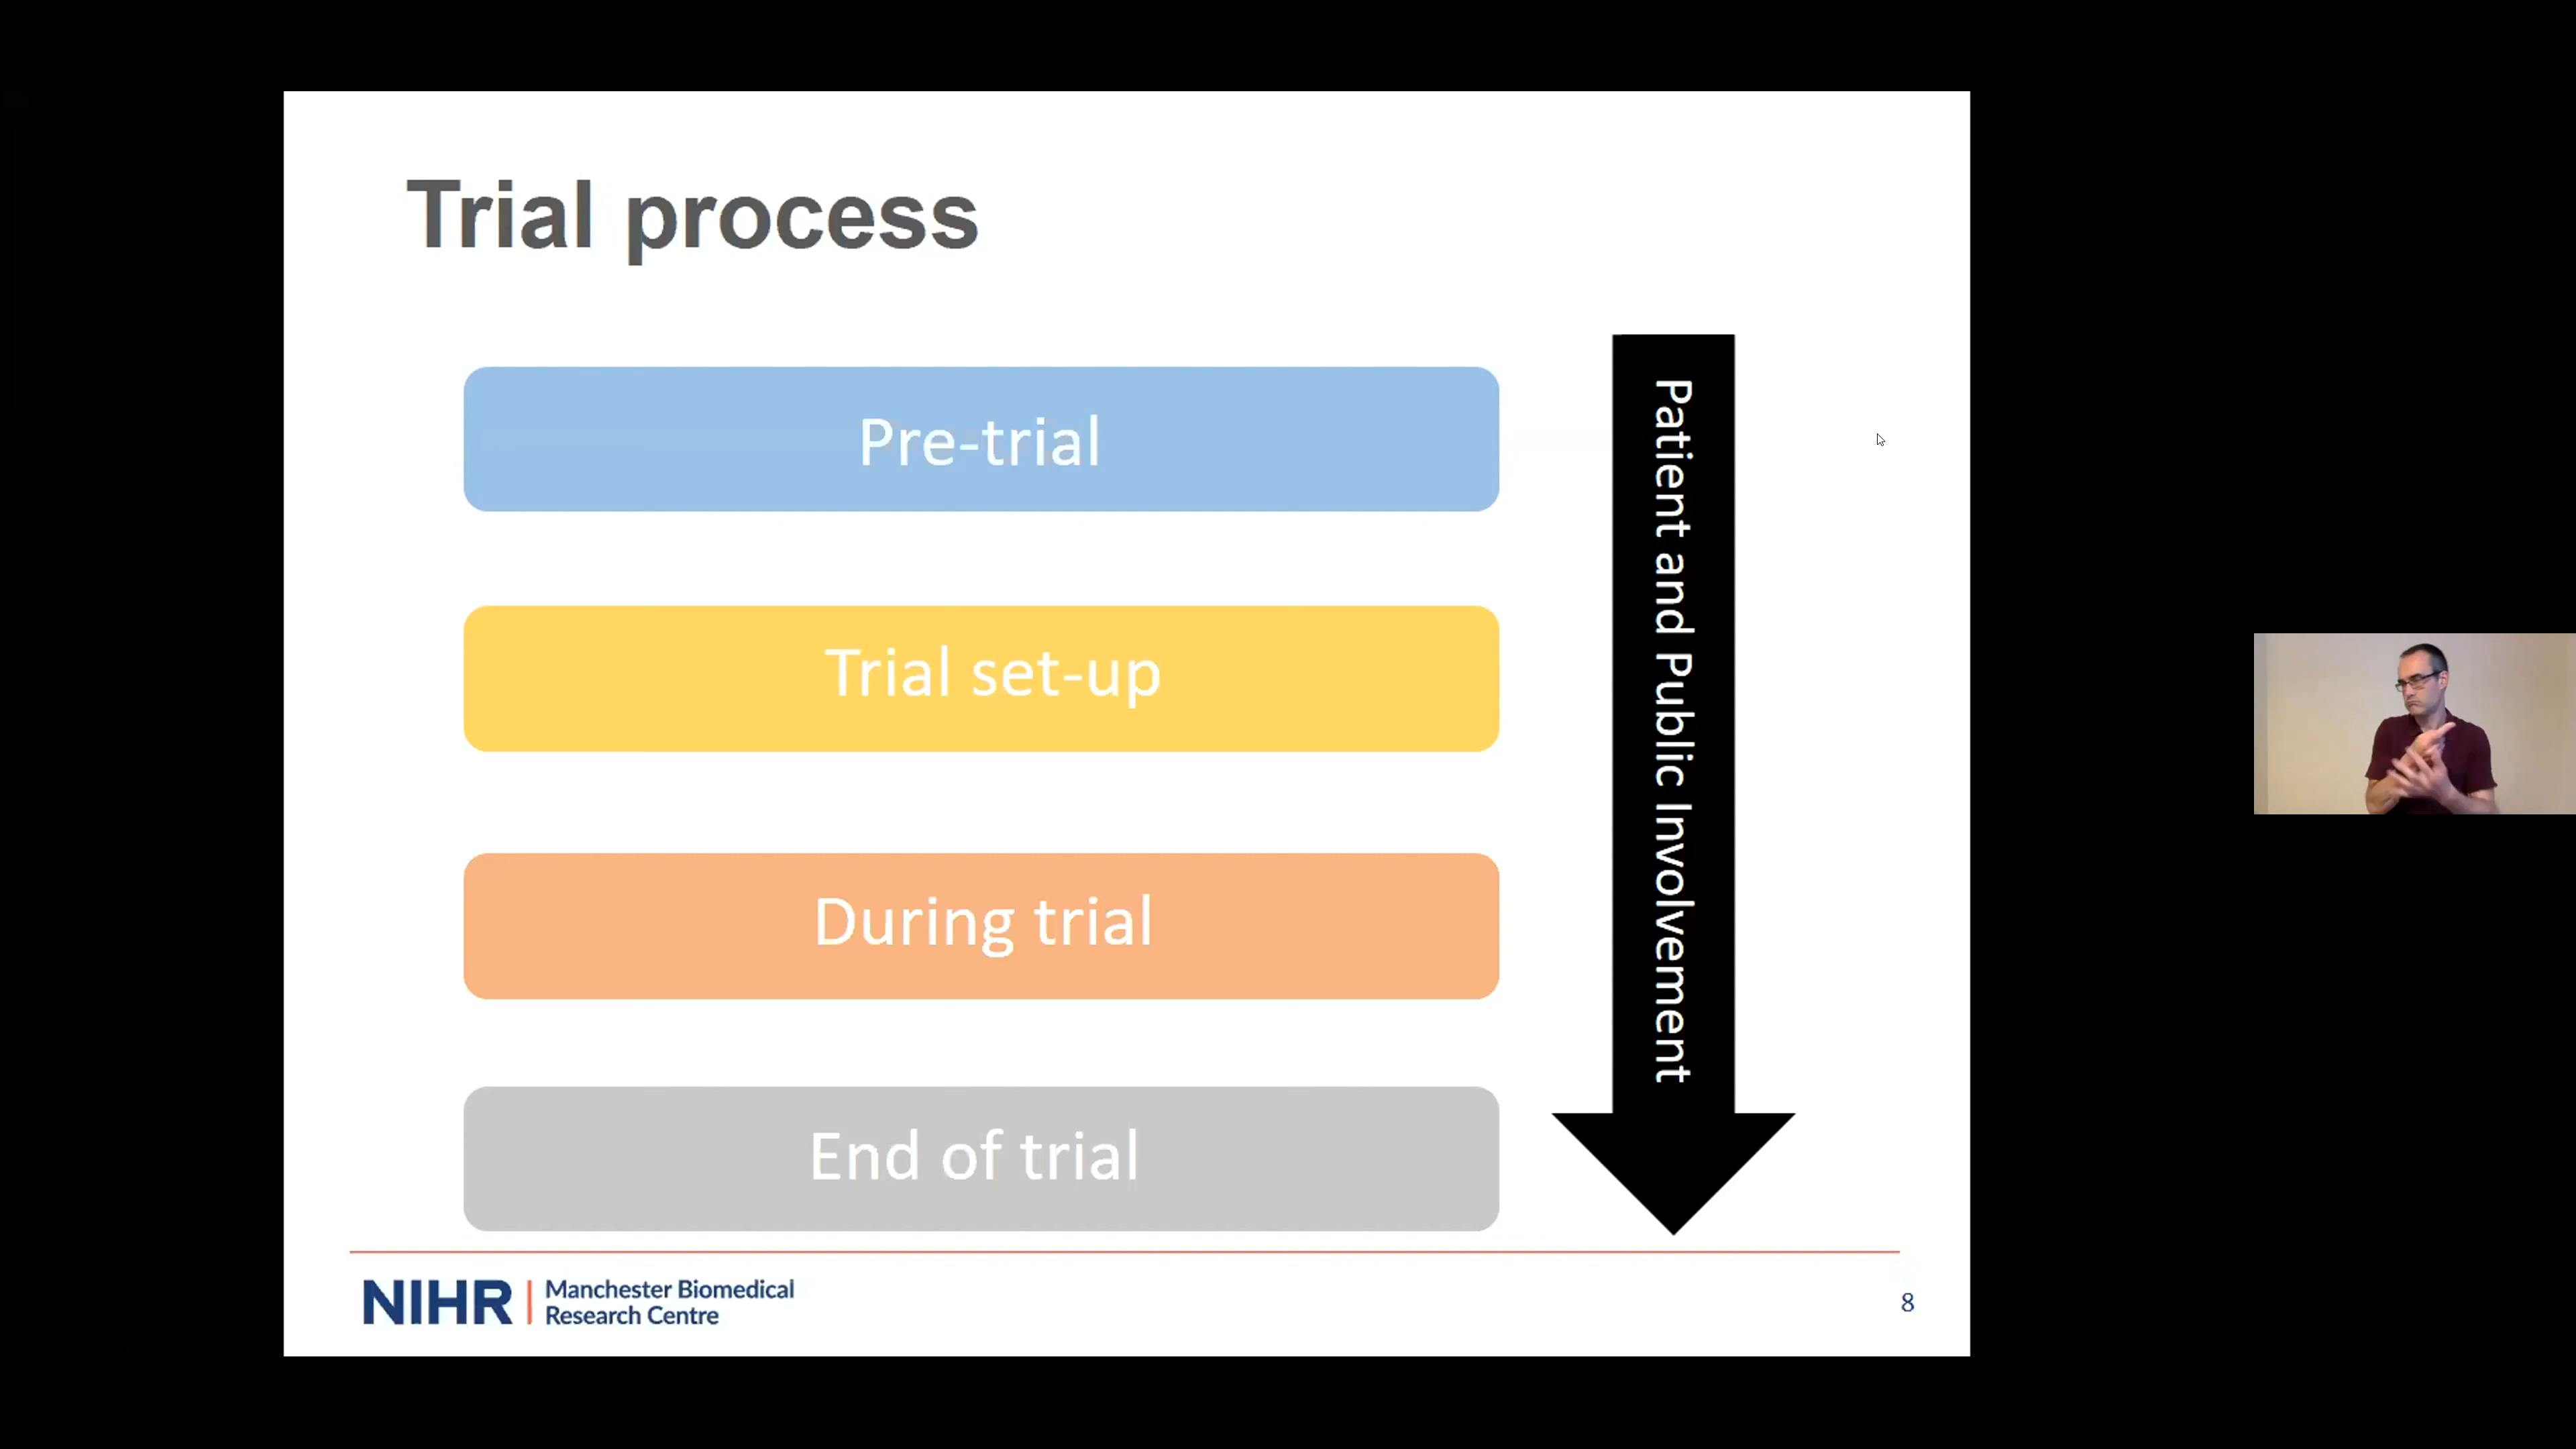 Trial process
Pre-trial
Trial set-up
During trial
End of trial
Patient and Public Involvement
NIHR
Manchester Biomedical
Research Centre
8